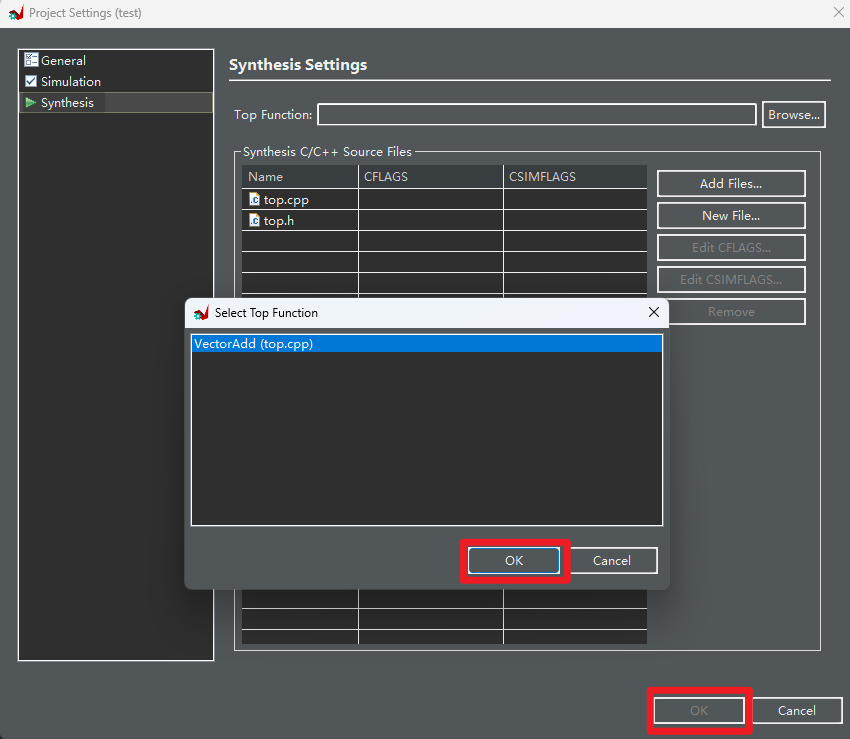 Project Settings (test)
General
Simulation
Synthesis
Synthesis Settings
Top Function:
Browse...
Synthesis C/C++ Source Files
Name CFLAGS CSIMFLAGS
top.cpp
top.h
Add Files...
New File...
Edit CFLAGS...
Edit CSIMFLAGS...
Remove
Select Top Function
VectorAdd (top.cpp)
OK
Cancel
OK
Cancel